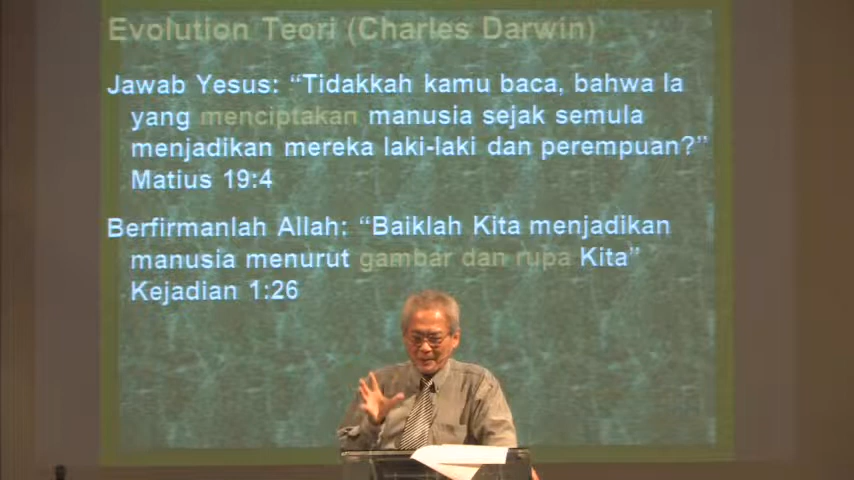 Evolution Teori (Charles Darwin)
Jawab Yesus: “Tidakkah kamu baca, bahwa Ia
yang menciptakan manusia sejak semula
menjadikan mereka laki-laki dan perempuan?”
Matius 19:4
Berfirmanlah Allah: “Baiklah Kita menjadikan
manusia menurut gambar dan rupa Kita”
Kejadian 1:26